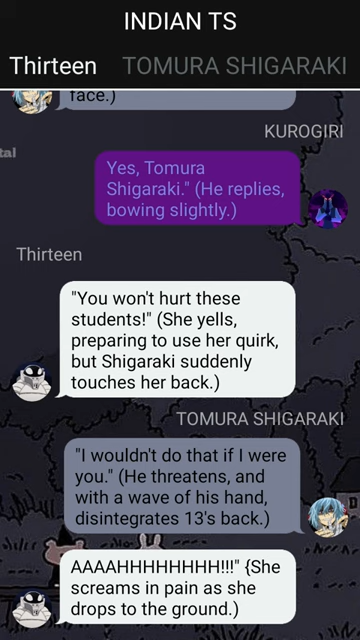 INDIAN TS
Thirteen TOMURA SHIGARAKI
face.)
KUROGIRI
tal
Yes, Tomura
Shigaraki." (He replies,
bowing slightly.)
Thirteen
"You won't hurt these
students!" (She yells,
preparing to use her quirk,
but Shigaraki suddenly
touches her back.)
TOMURA SHIGARAKI
"I wouldn't do that if I were
you." (He threatens, and
with a wave of his hand,
disintegrates 13's back.)
AAAAHHHHHHHH!!!" {She
screams in pain as she
drops to the ground.)